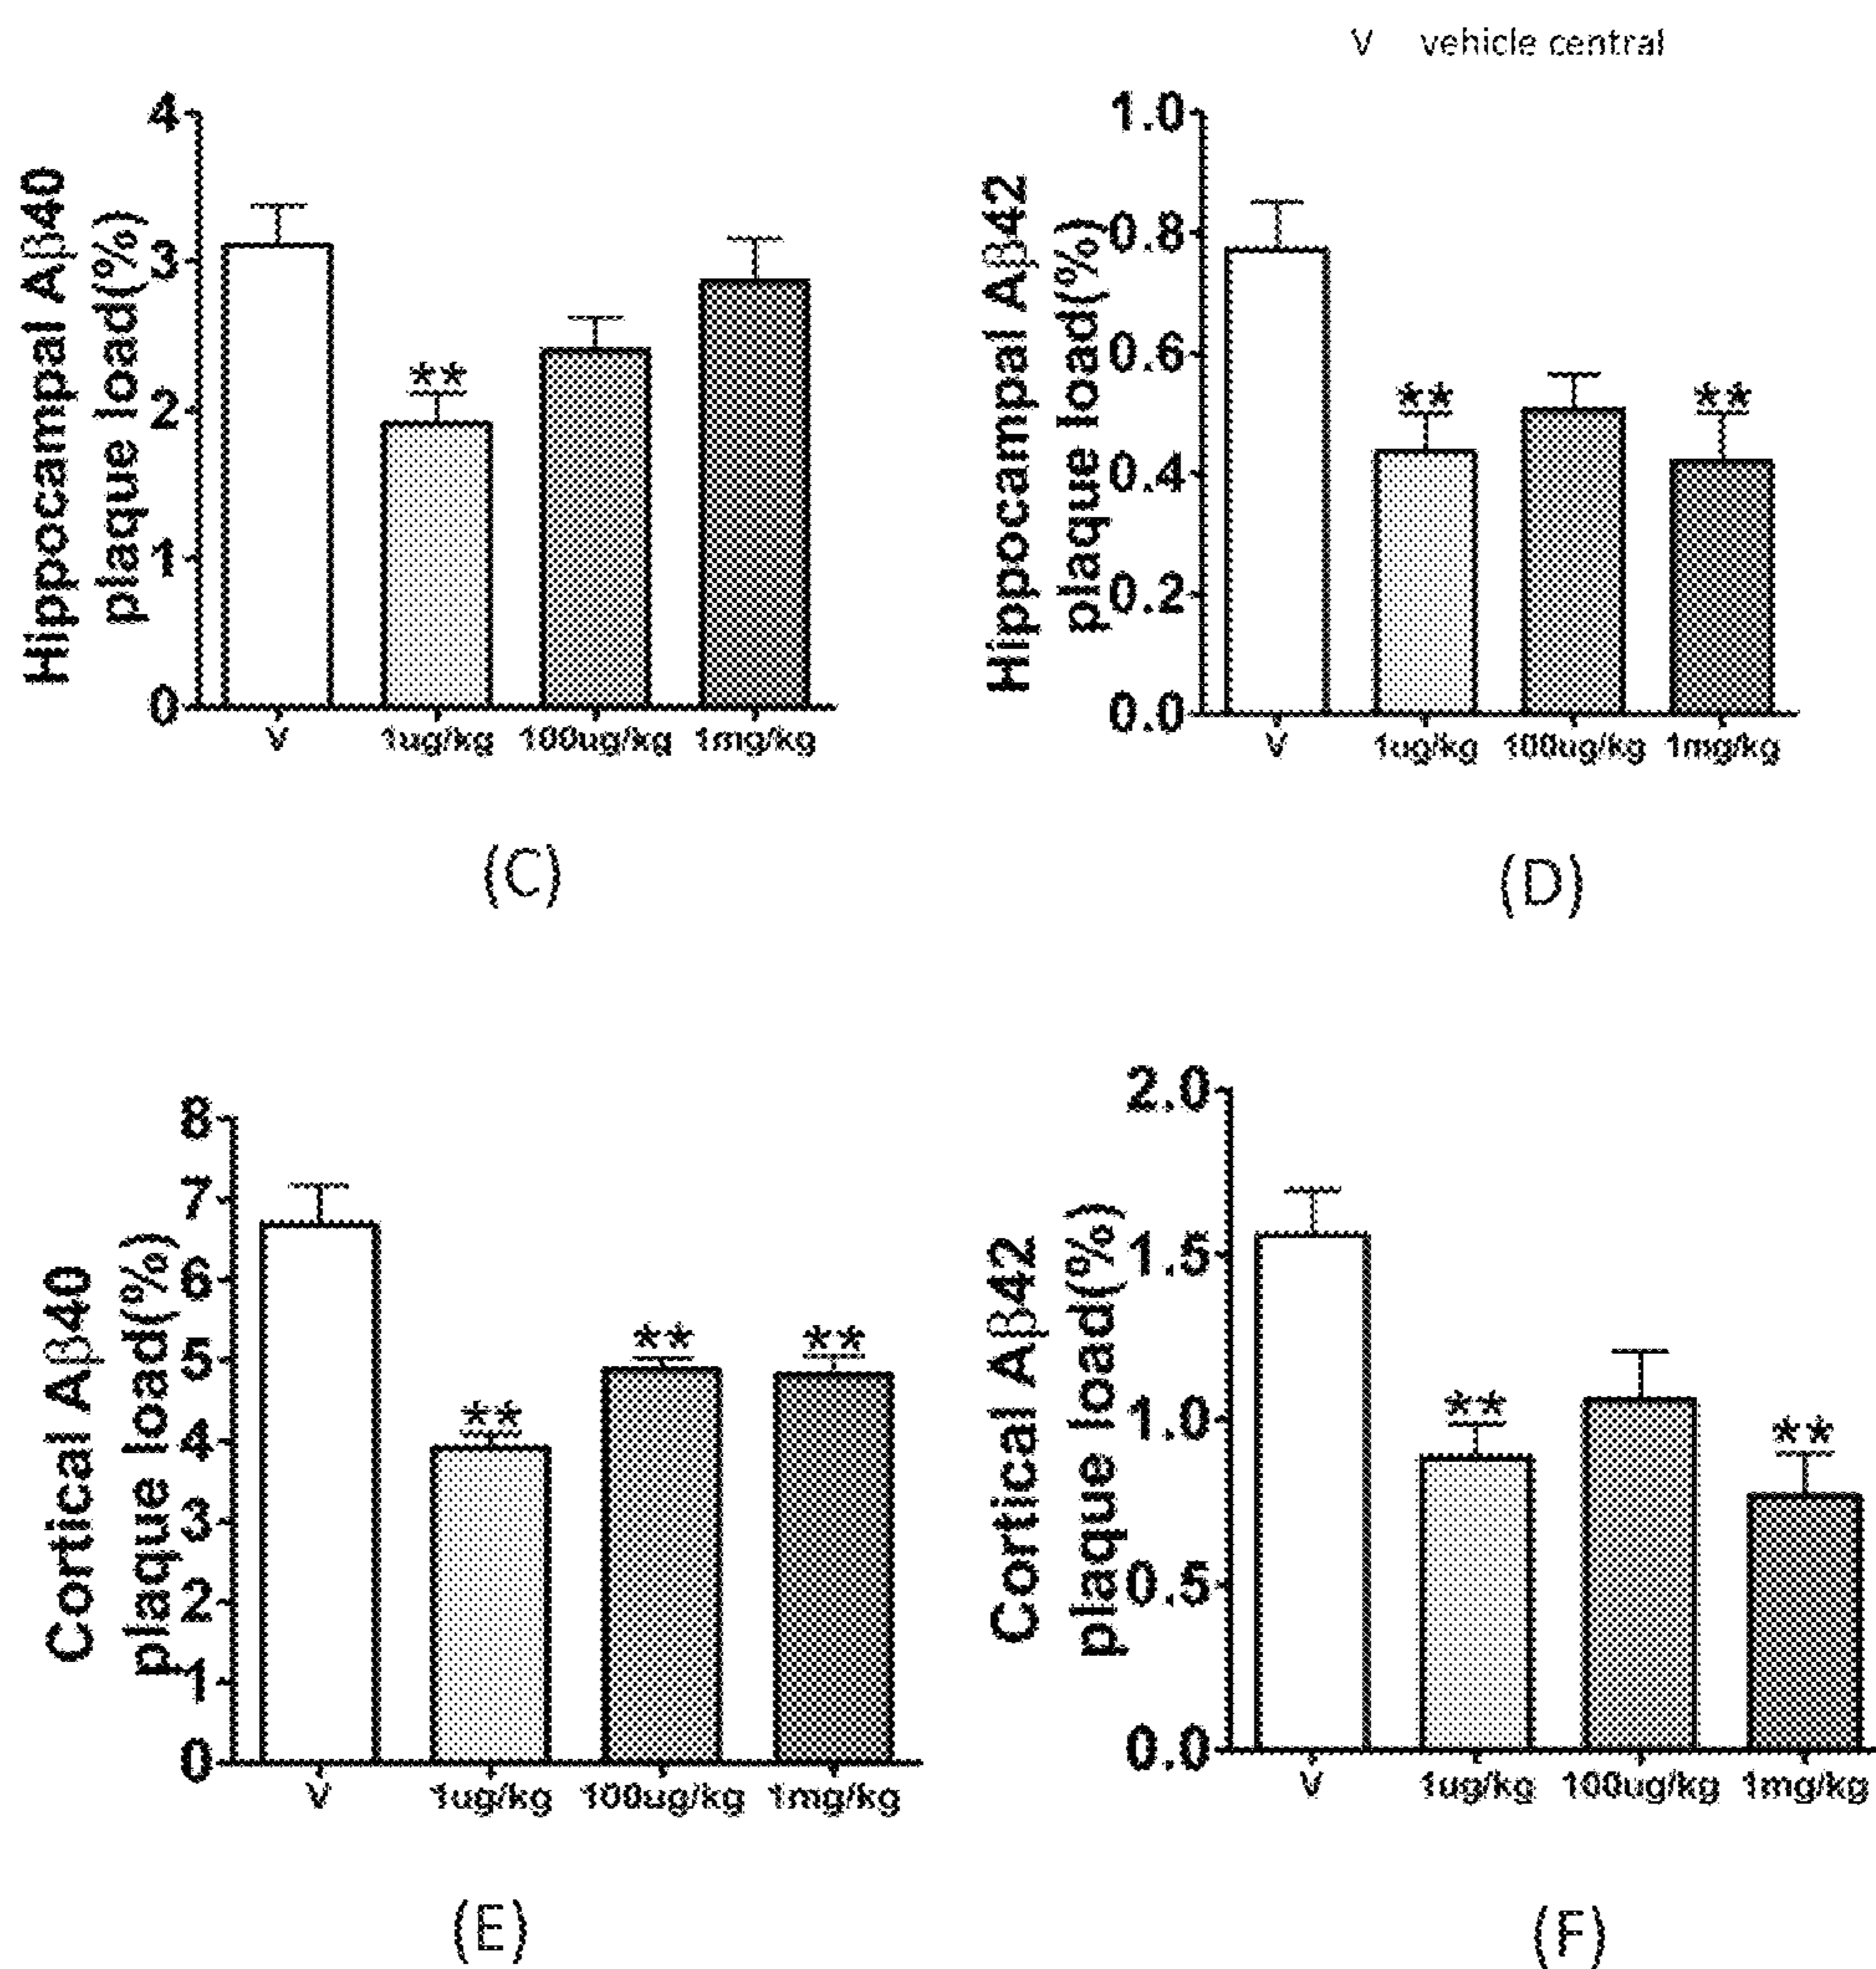 V vehicle central
Hippocampal Aβ40
plaque load(%)
4
3
2
1
0
**
V 1ug/kg 100ug/kg 1mg/kg
(C)
Hippocampal Aβ42
plaque load(%)
1.0
0.8
0.6
0.4
0.2
0.0
** **
V 1ug/kg 100ug/kg 1mg/kg
(D)
Cortical Aβ40
plaque load(%)
8
7
6
5
4
3
2
1
0
** ** **
V 1ug/kg 100ug/kg 1mg/kg
(E)
Cortical Aβ42
plaque load(%)
2.0
1.5
1.0
0.5
0.0
** **
V 1ug/kg 100ug/kg 1mg/kg
(F)